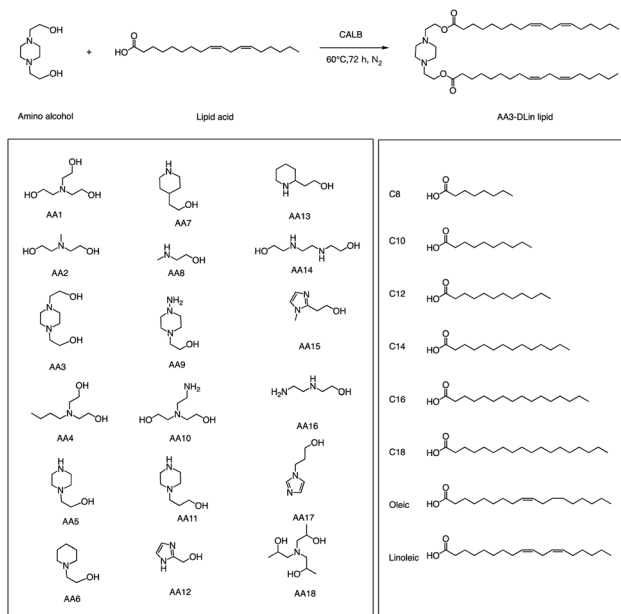 OH
N
N
OH
+
O
HO
CALB
60°C,72 h, N₂
O
O
N
N
O
O
Amino alcohol
Lipid acid
AA3-DLin lipid
OH
HO N OH
AA1
H
N
OH
AA7
N
H
OH
AA13
HO N OH
AA2
H
N OH
AA8
HO H
N N
H OH
AA14
OH
N
N
OH
AA3
NH₂
N
N
OH
AA9
N
N
OH
AA15
OH
N OH
AA4
NH₂
HO N OH
AA10
H₂N H
N OH
AA16
H
N
N
OH
AA5
H
N
N
OH
AA11
OH
N
N
AA17
N
OH
AA6
N
N
H
OH
AA12
OH
OH
N
OH
AA18
C8
O
HO
C10
O
HO
C12
O
HO
C14
O
HO
C16
O
HO
C18
O
HO
Oleic
O
HO
Linoleic
O
HO